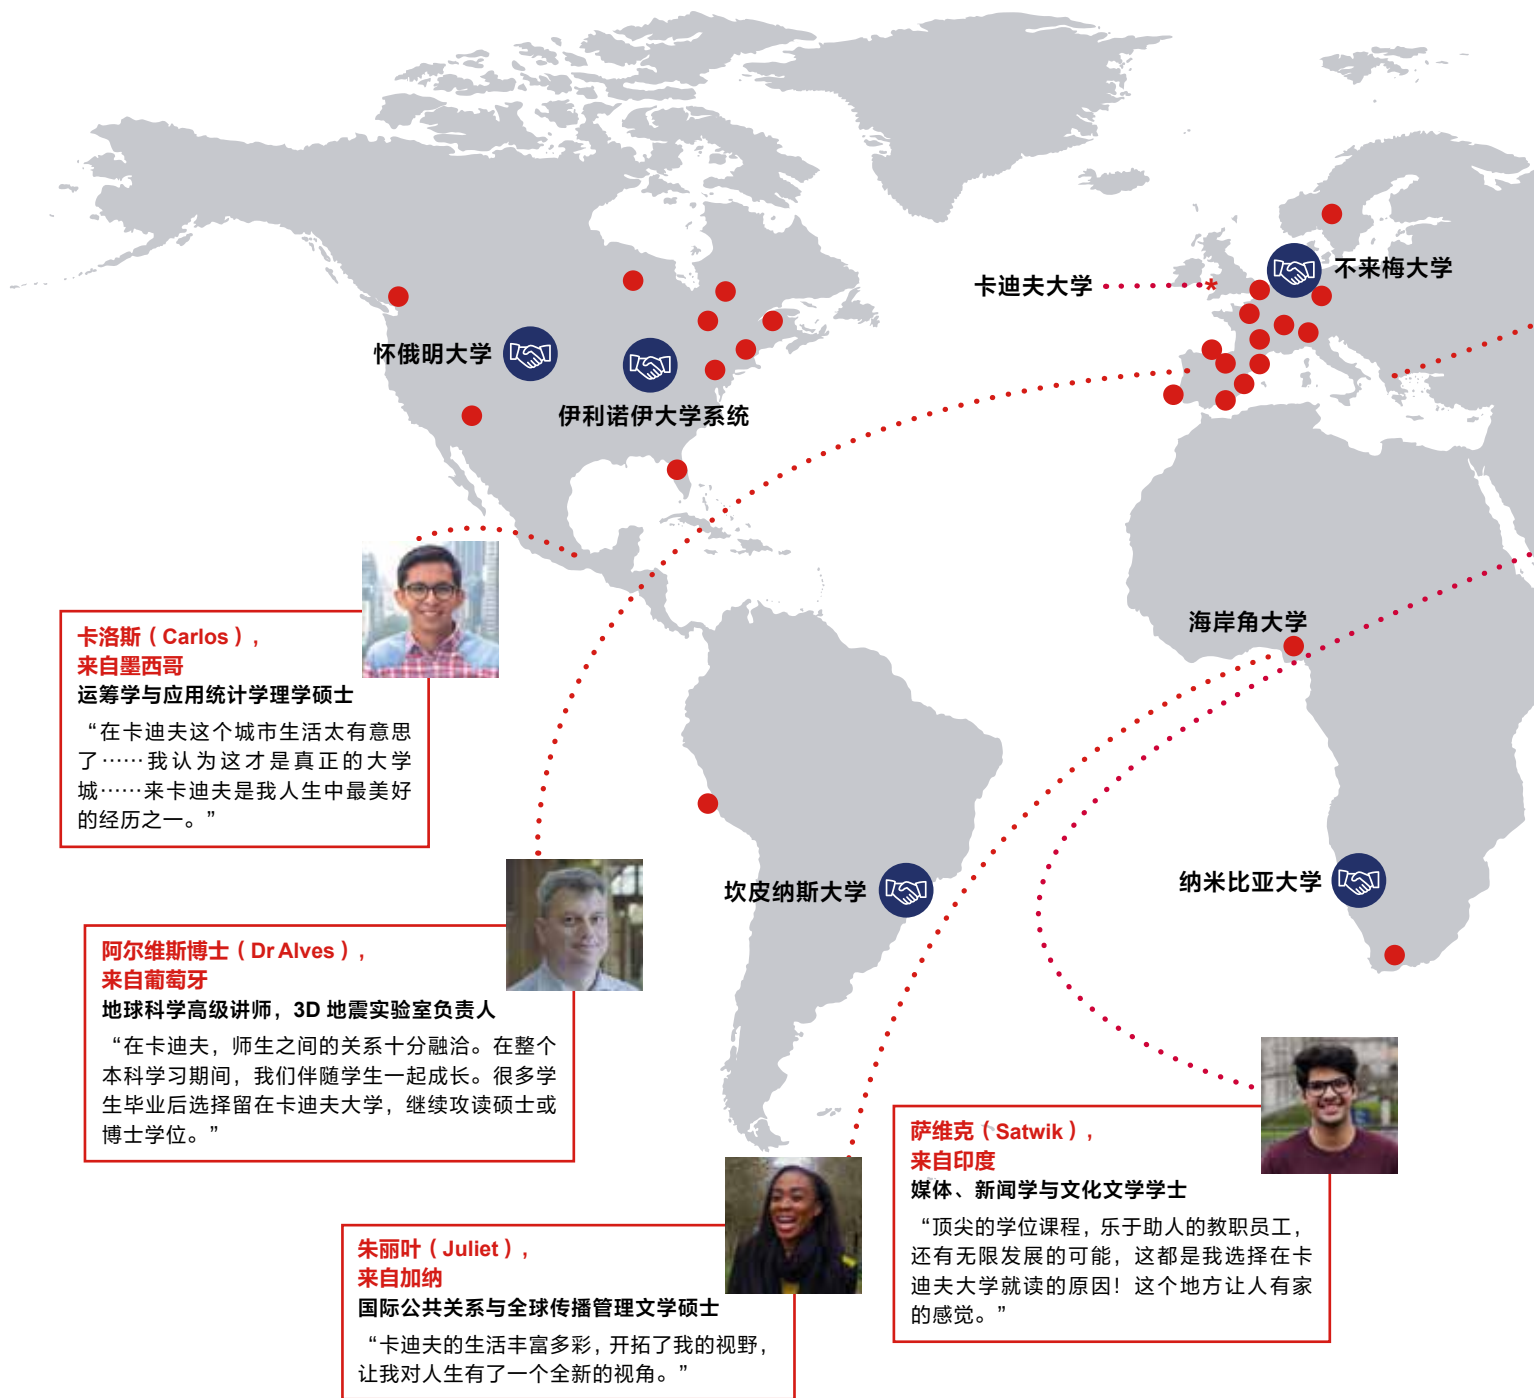 卡迪夫大学
*
不来梅大学
怀俄明大学
伊利诺伊大学系统
海岸角大学
坎皮纳斯大学
纳米比亚大学
卡洛斯（Carlos），
来自墨西哥
运筹学与应用统计学理学硕士
“在卡迪夫这个城市生活太有意思
了……我认为这才是真正的大学
城……来卡迪夫是我人生中最美好
的经历之一。”
阿尔维斯博士（Dr Alves），
来自葡萄牙
地球科学高级讲师，3D 地震实验室负责人
“在卡迪夫，师生之间的关系十分融洽。在整个
本科学习期间，我们伴随学生一起成长。很多学
生毕业后选择留在卡迪夫大学，继续攻读硕士或
博士学位。”
萨维克（Satwik），
来自印度
媒体、新闻学与文化文学学士
“顶尖的学位课程，乐于助人的教职员工，
还有无限发展的可能，这都是我选择在卡
迪夫大学就读的原因！这个地方让人有家
的感觉。”
朱丽叶（Juliet），
来自加纳
国际公共关系与全球传播管理文学硕士
“卡迪夫的生活丰富多彩，开拓了我的视野，
让我对人生有了一个全新的视角。”